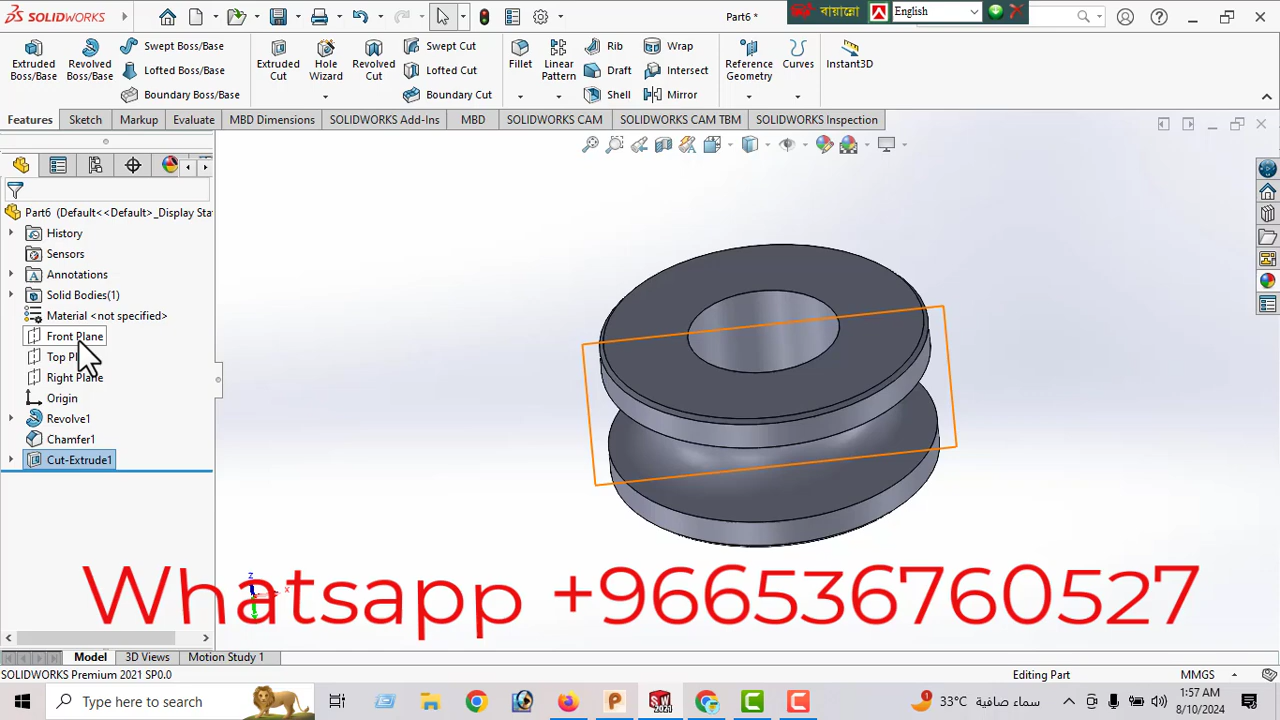 SOLIDWORKS
Part6 *
বায়ান্নো
English
Extruded Boss/Base
Revolved Boss/Base
Swept Boss/Base
Lofted Boss/Base
Boundary Boss/Base
Extruded Cut
Hole Wizard
Revolved Cut
Swept Cut
Lofted Cut
Boundary Cut
Fillet
Linear Pattern
Rib
Draft
Shell
Wrap
Intersect
Mirror
Reference Geometry
Curves
Instant3D
Features
Sketch
Markup
Evaluate
MBD Dimensions
SOLIDWORKS Add-Ins
MBD
SOLIDWORKS CAM
SOLIDWORKS CAM TBM
SOLIDWORKS Inspection
Part6 (Default<<Default>_Display Sta
History
Sensors
Annotations
Solid Bodies(1)
Material <not specified>
Front Plane
Top Pl
Right Plane
Origin
Revolve1
Chamfer1
Cut-Extrude1
Z
X
Whatsapp +966536760527
Model
3D Views
Motion Study 1
SOLIDWORKS Premium 2021 SP0.0
Editing Part
MMGS
Type here to search
33°C
سماء صافية
1:57 AM
8/10/2024